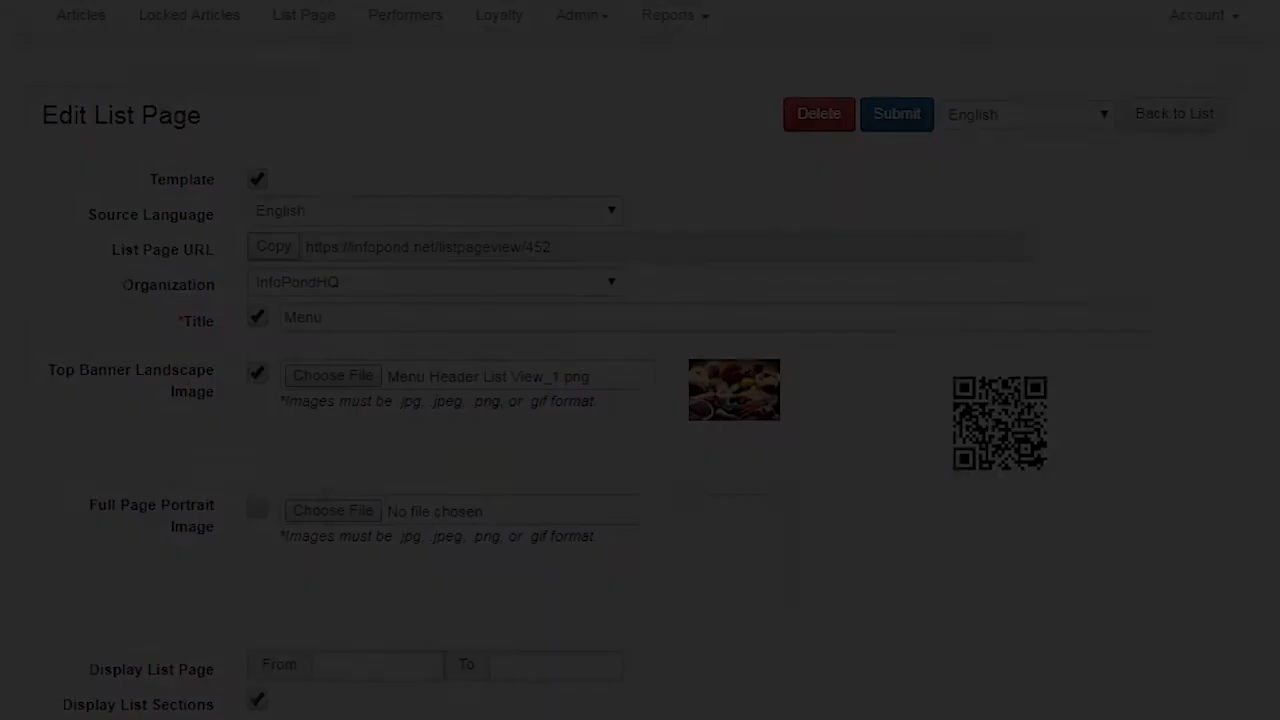 Articles Locked Articles List Page Performers Loyalty Admin Reports Account
Edit List Page Delete Submit English Back to List
Template
Source Language English
List Page URL Copy https://infopond.net/listpageview/452
Organization InfoPondHQ
*Title Menu
Top Banner Landscape
Image
Choose File Menu Header List View_1.png
*Images must be .jpg, .jpeg, .png, or .gif format.
Full Page Portrait
Image
Choose File No file chosen
*Images must be .jpg, .jpeg, .png, or .gif format.
Display List Page From To
Display List Sections